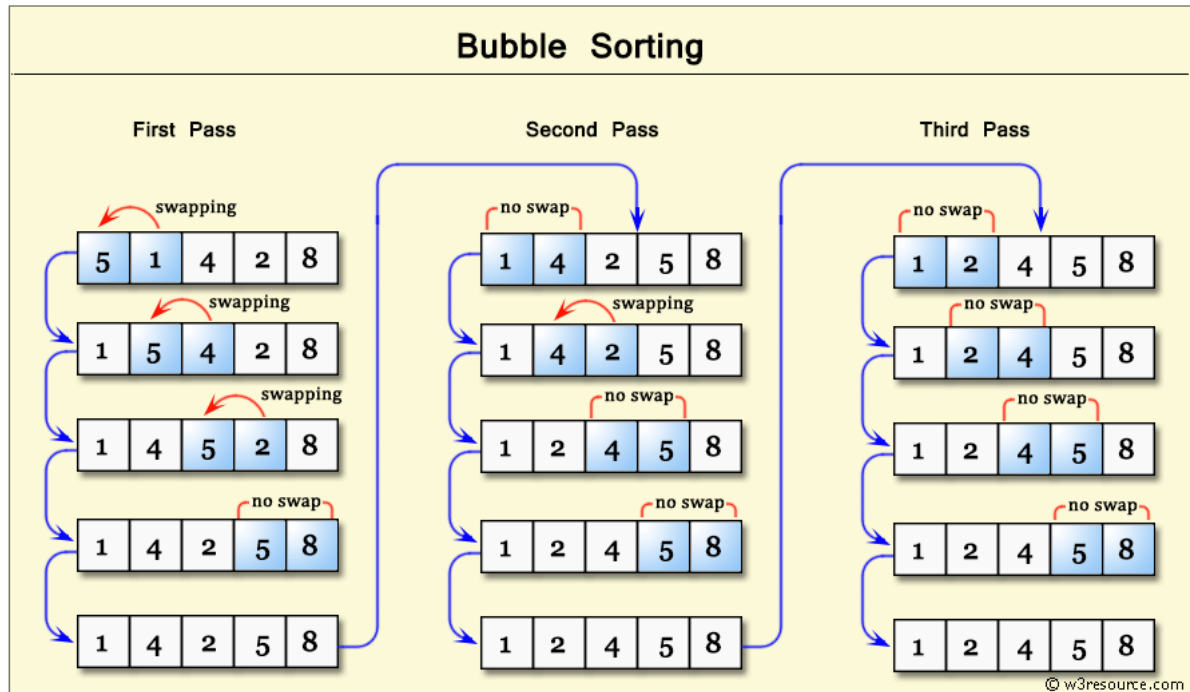 Bubble Sorting
First Pass
swapping
5 1 4 2 8
swapping
1 5 4 2 8
swapping
1 4 5 2 8
no swap
1 4 2 5 8
1 4 2 5 8
Second Pass
no swap
1 4 2 5 8
swapping
1 4 2 5 8
no swap
1 2 4 5 8
no swap
1 2 4 5 8
1 2 4 5 8
Third Pass
no swap
1 2 4 5 8
no swap
1 2 4 5 8
no swap
1 2 4 5 8
no swap
1 2 4 5 8
1 2 4 5 8
© w3resource.com